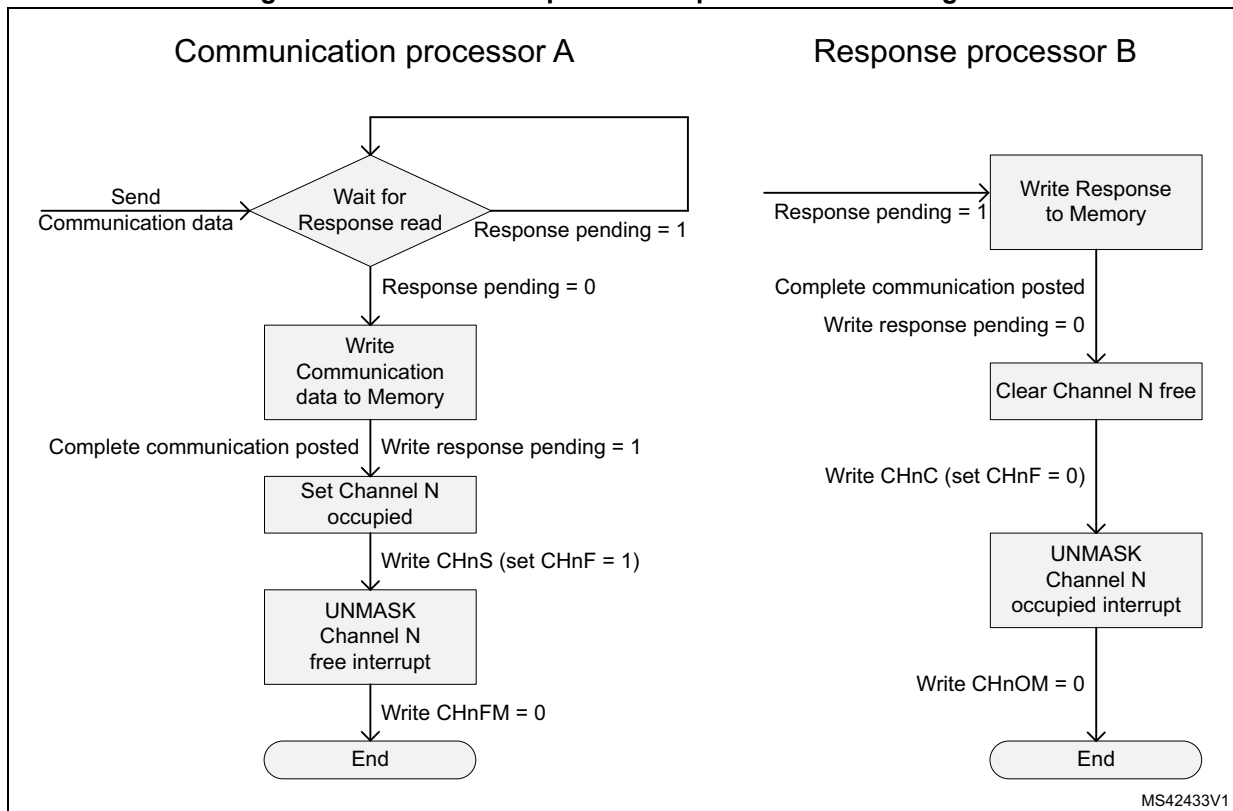 Communication processor A
Response processor B
Send
Communication data
Wait for
Response read
Response pending = 1
Response pending = 0
Write
Communication
data to Memory
Complete communication posted
Write response pending = 1
Set Channel N
occupied
Write CHnS (set CHnF = 1)
UNMASK
Channel N
free interrupt
Write CHnFM = 0
End
Response pending = 1
Write Response
to Memory
Complete communication posted
Write response pending = 0
Clear Channel N free
Write CHnC (set CHnF = 0)
UNMASK
Channel N
occupied interrupt
Write CHnOM = 0
End
MS42433V1